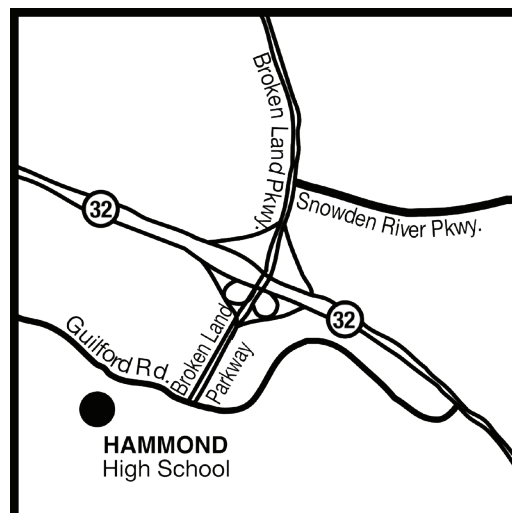 Broken Land Pkwy.
32
Snowden River Pkwy.
32
Guilford Rd.
Broken Land
Parkway
HAMMOND
High School